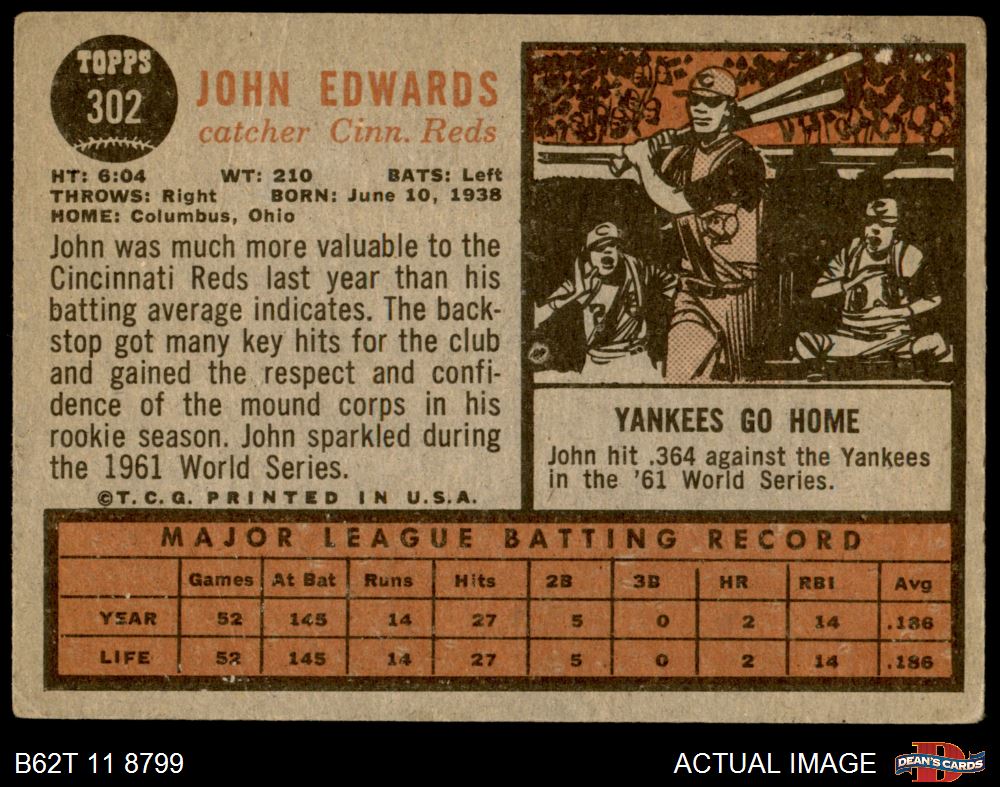 TOPPS
302
JOHN EDWARDS
catcher Cinn. Reds
HT: 6:04 WT: 210 BATS: Left
THROWS: Right BORN: June 10, 1938
HOME: Columbus, Ohio
John was much more valuable to the
Cincinnati Reds last year than his
batting average indicates. The back-
stop got many key hits for the club
and gained the respect and confi-
dence of the mound corps in his
rookie season. John sparkled during
the 1961 World Series.
©T.C.G. PRINTED IN U.S.A.
C
C
C
YANKEES GO HOME
John hit .364 against the Yankees
in the '61 World Series.
MAJOR LEAGUE BATTING RECORD
Games At Bat Runs Hits 2B 3B HR RBI Avg
YEAR 52 145 14 27 5 0 2 14 .186
LIFE 52 145 14 27 5 0 2 14 .186
B62T 11 8799
ACTUAL IMAGE
D
DEAN'S CARDS